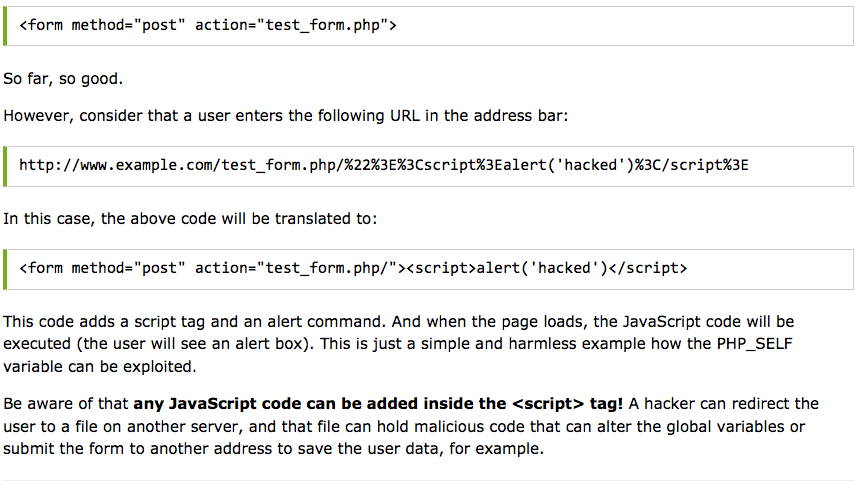 <form method="post" action="test_form.php">
So far, so good.
However, consider that a user enters the following URL in the address bar:
http://www.example.com/test_form.php/%22%3E%3Cscript%3Ealert('hacked')%3C/script%3E
In this case, the above code will be translated to:
<form method="post" action="test_form.php/"><script>alert('hacked')</script>
This code adds a script tag and an alert command. And when the page loads, the JavaScript code will be
executed (the user will see an alert box). This is just a simple and harmless example how the PHP_SELF
variable can be exploited.
Be aware of that any JavaScript code can be added inside the <script> tag! A hacker can redirect the
user to a file on another server, and that file can hold malicious code that can alter the global variables or
submit the form to another address to save the user data, for example.